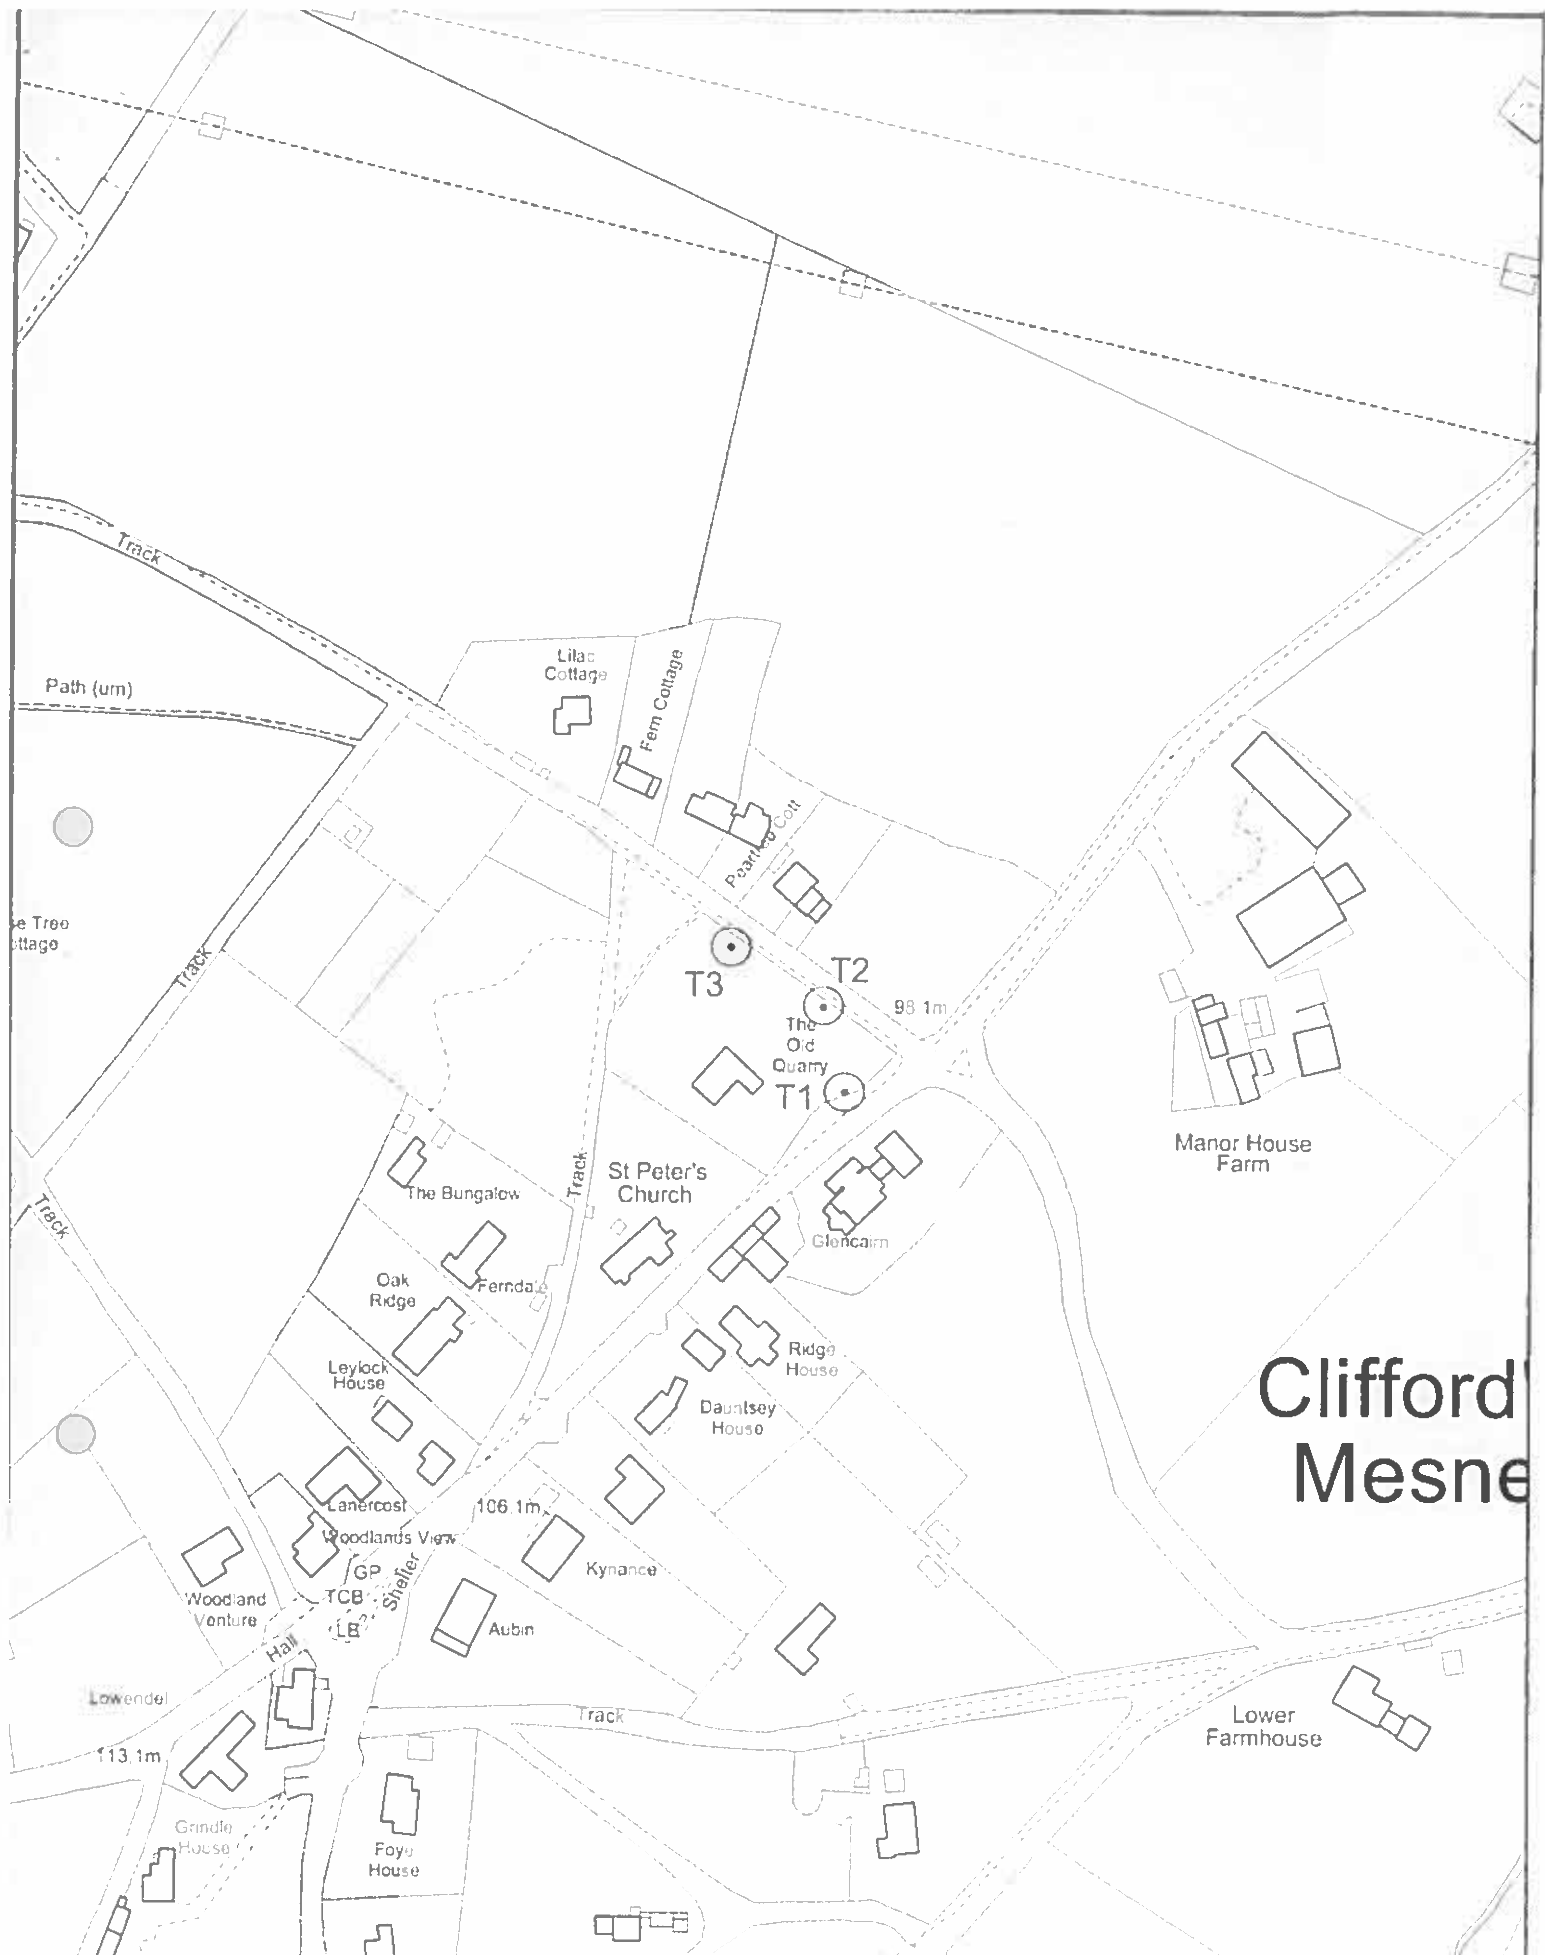 Track
Lilac
Cottage
Fern Cottage
Path (um)
Peartree Cott
se Tree
ottage
Track
T3
T2
98.1m
The
Old
Quarry
T1
Manor House
Farm
St Peter's
Church
Track
The Bungalow
Track
Glencairn
Oak
Ridge
Ferndale
Ridge
House
Leylock
House
Dauntsey
House
Clifford'
Mesne
Lanercost
106.1m
Woodlands View
Kynance
GP
Shelter
TCB
Woodland
Venture
LB
Aubin
Hall
Lowendel
Track
Lower
Farmhouse
113.1m
Grindle
House
Foye
House